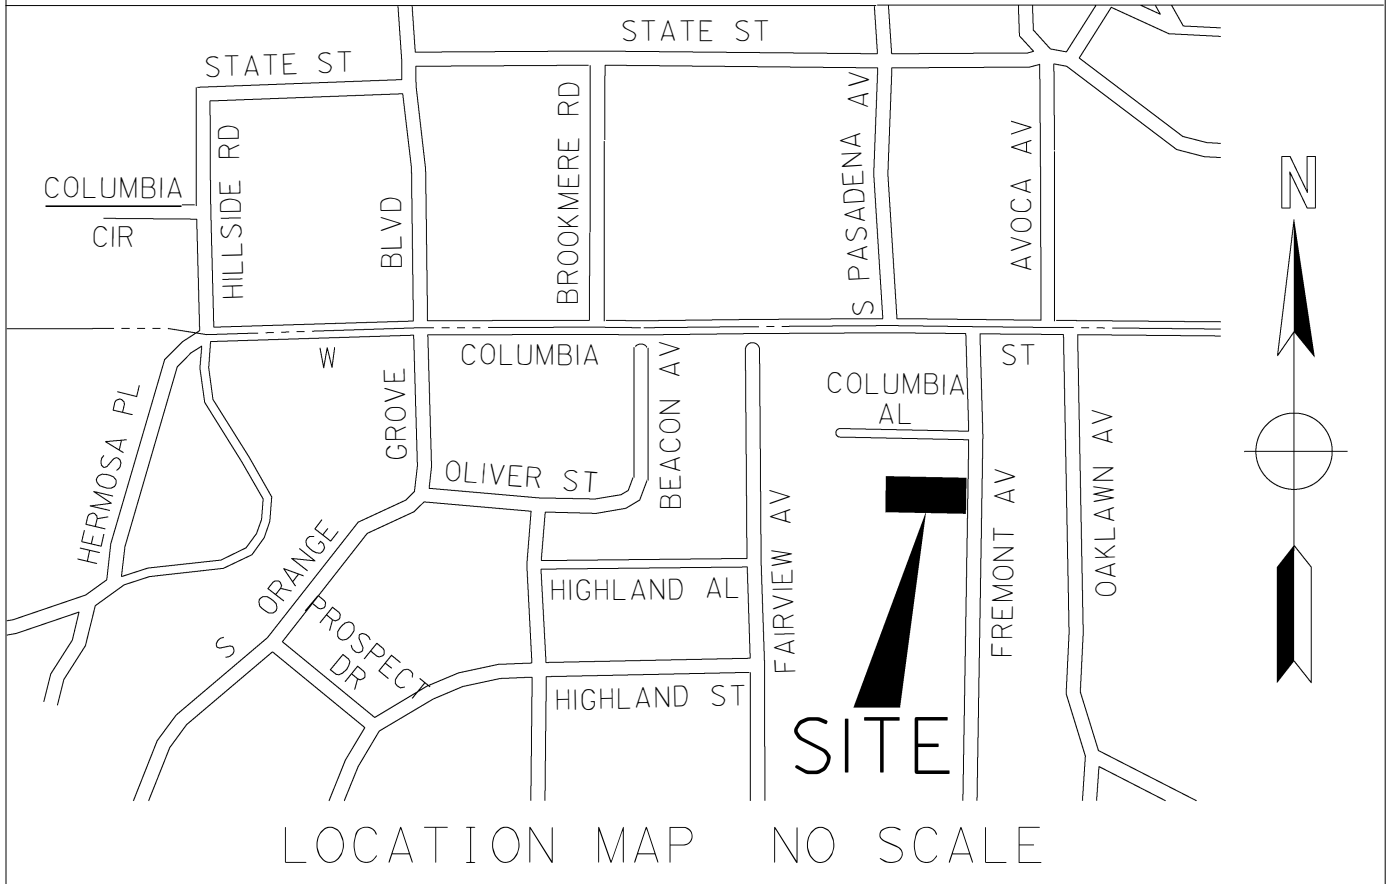 STATE ST
STATE ST
HILLSIDE RD
BLVD
BROOKMERE RD
S PASADENA AV
AVOCA AV
N
COLUMBIA
CIR
W
COLUMBIA
ST
HERMOSA PL
GROVE
BEACON AV
COLUMBIA
AL
OLIVER ST
FAIRVIEW AV
FREMONT AV
OAKLAWN AV
ORANGE
S
PROSPECT
DR
HIGHLAND AL
HIGHLAND ST
SITE
LOCATION MAP NO SCALE